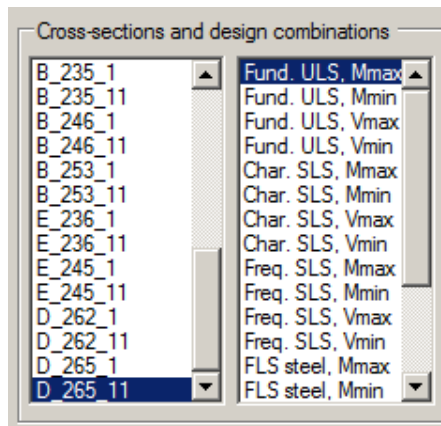 Cross-sections and design combinations
B_235_1
B_235_11
B_246_1
B_246_11
B_253_1
B_253_11
E_236_1
E_236_11
E_245_1
E_245_11
D_262_1
D_262_11
D_265_1
D_265_11
Fund. ULS, Mmax
Fund. ULS, Mmin
Fund. ULS, Vmax
Fund. ULS, Vmin
Char. SLS, Mmax
Char. SLS, Mmin
Char. SLS, Vmax
Char. SLS, Vmin
Freq. SLS, Mmax
Freq. SLS, Mmin
Freq. SLS, Vmax
Freq. SLS, Vmin
FLS steel, Mmax
FLS steel, Mmin